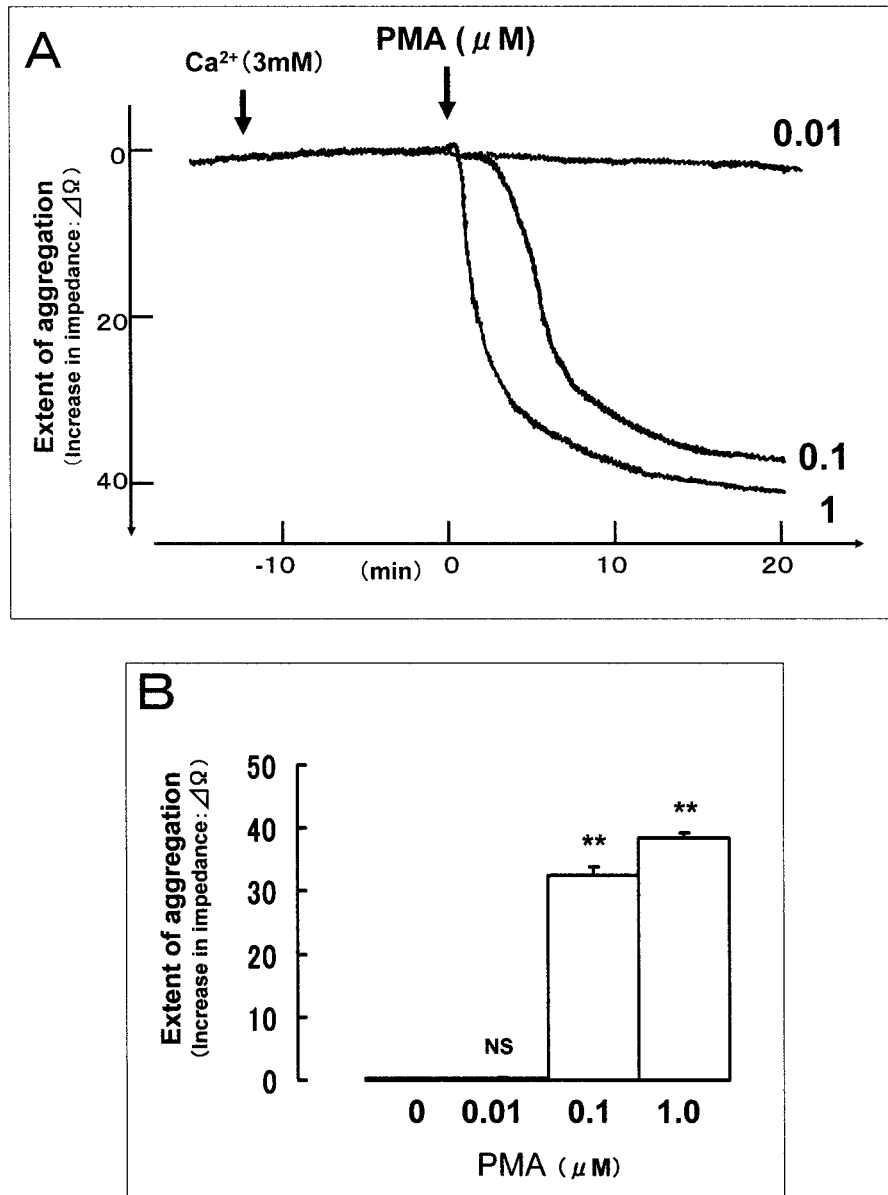 A
PMA ( μ M)
Ca²⁺(3mM)
0.01
0
20
40
0.1
1
Extent of aggregation
(Increase in impedance: ⊿Ω)
-10
(min)
0
10
20
B
50
40
30
20
10
0
Extent of aggregation
(Increase in impedance: ⊿Ω)
NS
**
**
0 0.01 0.1 1.0
PMA ( μM)